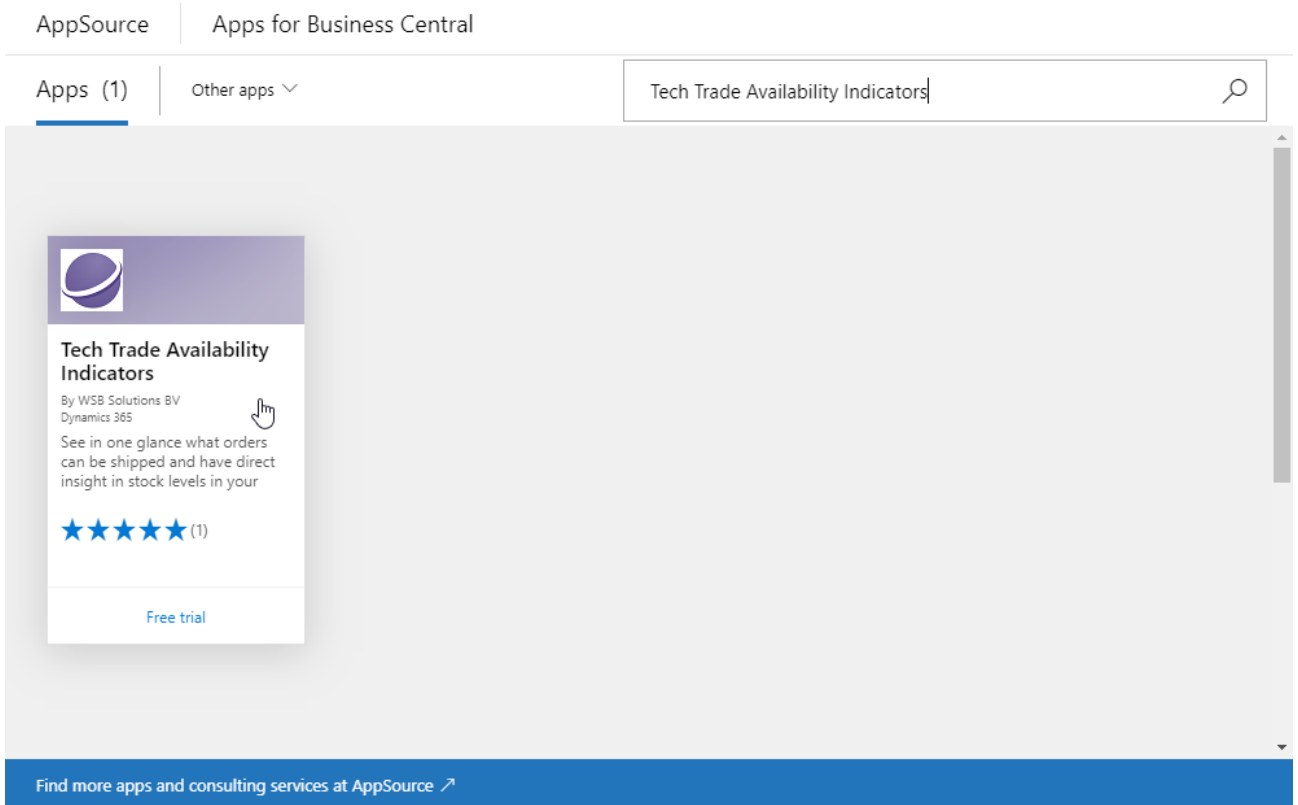 AppSource Apps for Business Central
Apps (1) Other apps Tech Trade Availability Indicators
Tech Trade Availability
Indicators
By WSB Solutions BV
Dynamics 365
See in one glance what orders
can be shipped and have direct
insight in stock levels in your
(1)
Free trial
Find more apps and consulting services at AppSource